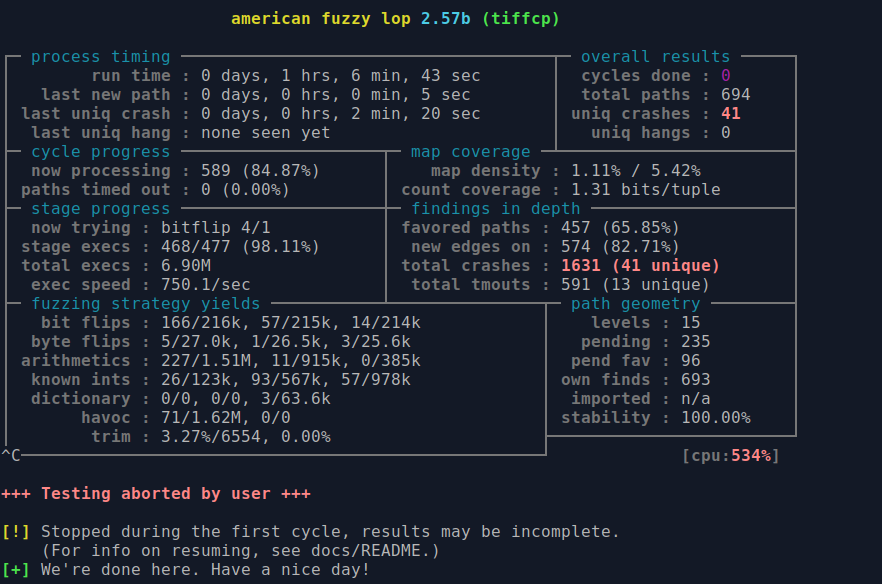 american fuzzy lop 2.57b (tiffcp)
process timing overall results
run time : 0 days, 1 hrs, 6 min, 43 sec cycles done : 0
last new path : 0 days, 0 hrs, 0 min, 5 sec total paths : 694
last uniq crash : 0 days, 0 hrs, 2 min, 20 sec uniq crashes : 41
last uniq hang : none seen yet uniq hangs : 0
cycle progress map coverage
now processing : 589 (84.87%) map density : 1.11% / 5.42%
paths timed out : 0 (0.00%) count coverage : 1.31 bits/tuple
stage progress findings in depth
now trying : bitflip 4/1 favored paths : 457 (65.85%)
stage execs : 468/477 (98.11%) new edges on : 574 (82.71%)
total execs : 6.90M total crashes : 1631 (41 unique)
exec speed : 750.1/sec total tmouts : 591 (13 unique)
fuzzing strategy yields path geometry
bit flips : 166/216k, 57/215k, 14/214k levels : 15
byte flips : 5/27.0k, 1/26.5k, 3/25.6k pending : 235
arithmetics : 227/1.51M, 11/915k, 0/385k pend fav : 96
known ints : 26/123k, 93/567k, 57/978k own finds : 693
dictionary : 0/0, 0/0, 3/63.6k imported : n/a
havoc : 71/1.62M, 0/0 stability : 100.00%
trim : 3.27%/6554, 0.00%
^C [cpu:534%]
+++ Testing aborted by user +++
[!] Stopped during the first cycle, results may be incomplete.
(For info on resuming, see docs/README.)
[+] We're done here. Have a nice day!